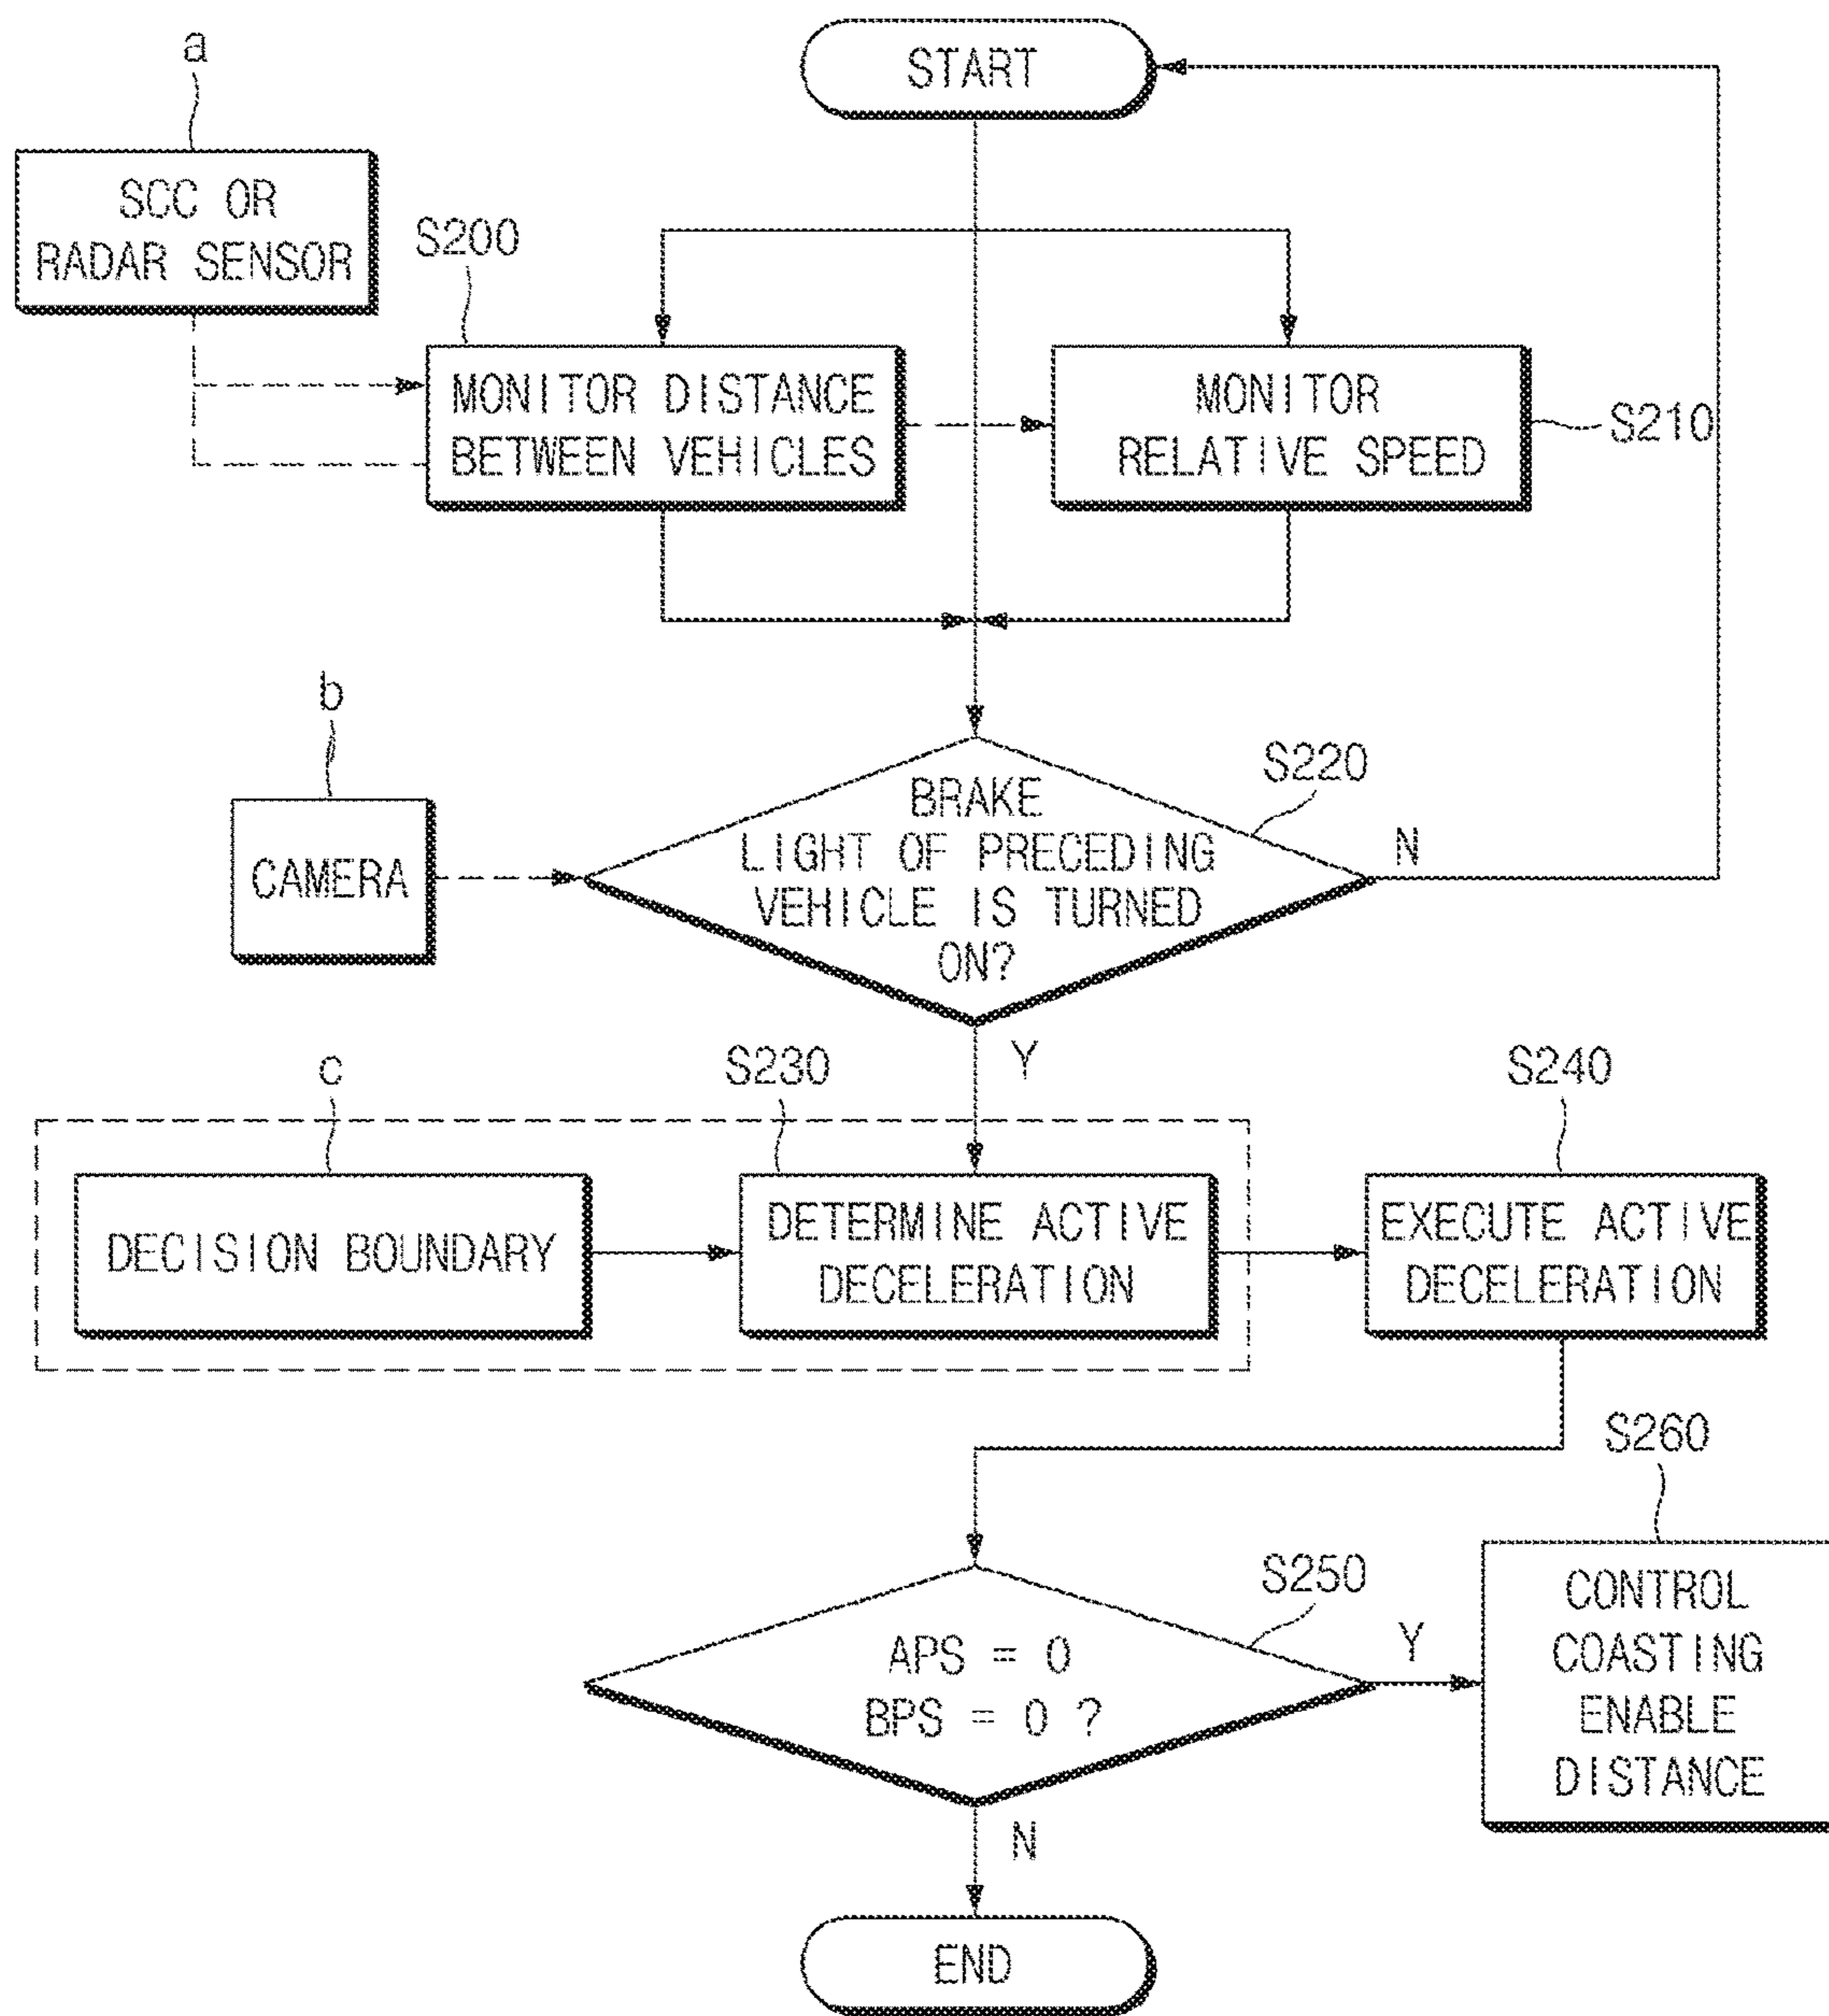 START
a
SCC OR
RADAR SENSOR
S200
MONITOR DISTANCE
BETWEEN VEHICLES
MONITOR
RELATIVE SPEED
S210
b
CAMERA
S220
BRAKE
LIGHT OF PRECEDING
VEHICLE IS TURNED
ON?
N
Y
c
DECISION BOUNDARY
S230
DETERMINE ACTIVE
DECELERATION
S240
EXECUTE ACTIVE
DECELERATION
S250
APS = 0
BPS = 0 ?
Y
S260
CONTROL
COASTING
ENABLE
DISTANCE
N
END